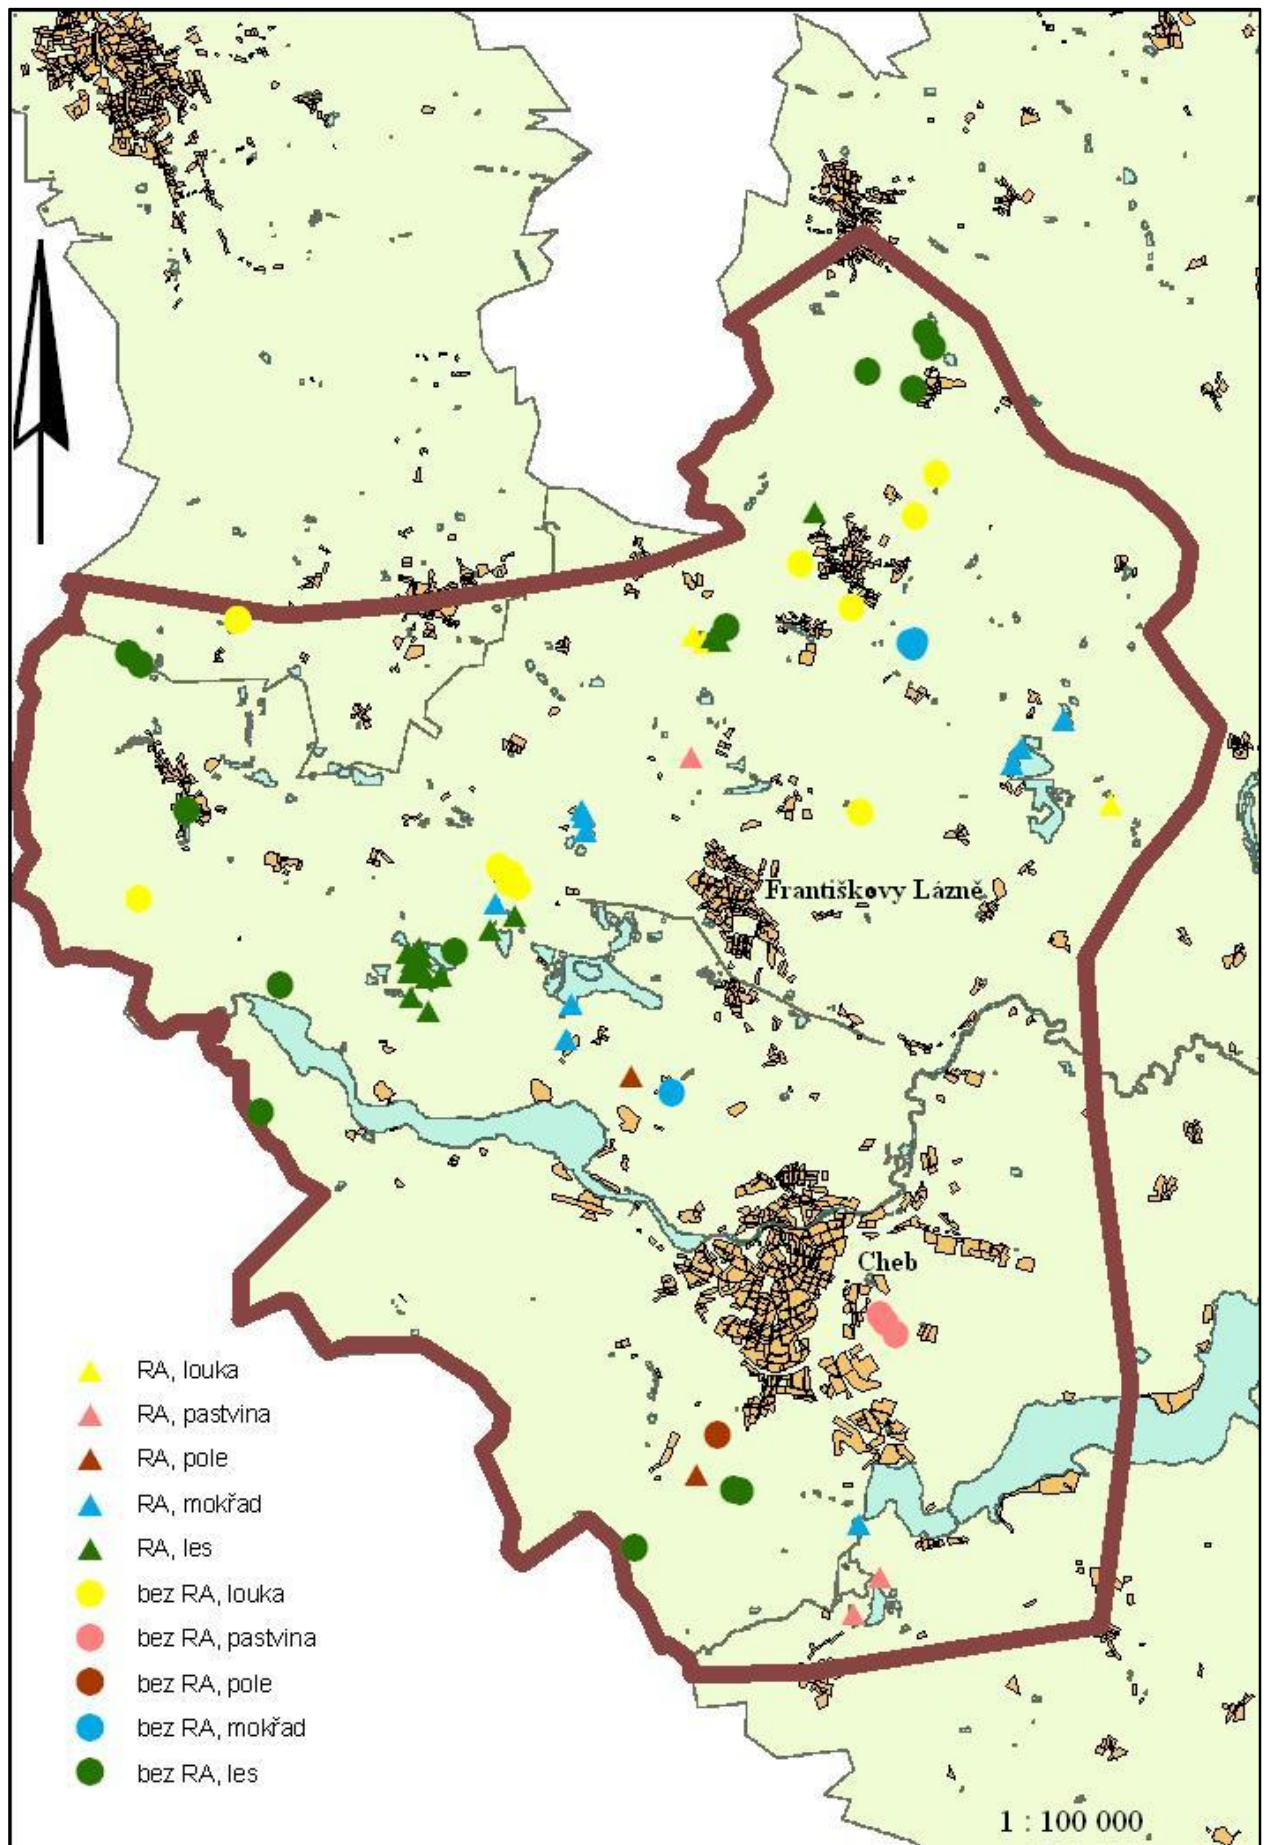 Františkovy Lázně
Cheb
RA, louka
RA, pastvina
RA, pole
RA, mokřad
RA, les
bez RA, louka
bez RA, pastvina
bez RA, pole
bez RA, mokřad
bez RA, les
1 : 100 000